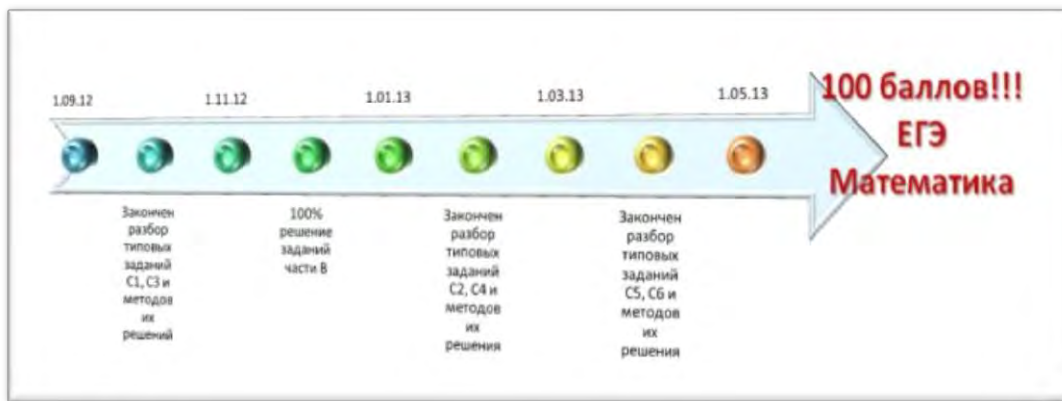 1.09.12
1.11.12
1.01.13
1.03.13
1.05.13
100 баллов!!!
ЕГЭ
Математика
Закончен
разбор
типовых
заданий
С1, С3 и
методов
их
решений
100%
решение
заданий
части В
Закончен
разбор
типовых
заданий
С2, С4 и
методов
их
решения
Закончен
разбор
типовых
заданий
С5, С6 и
методов
их
решения